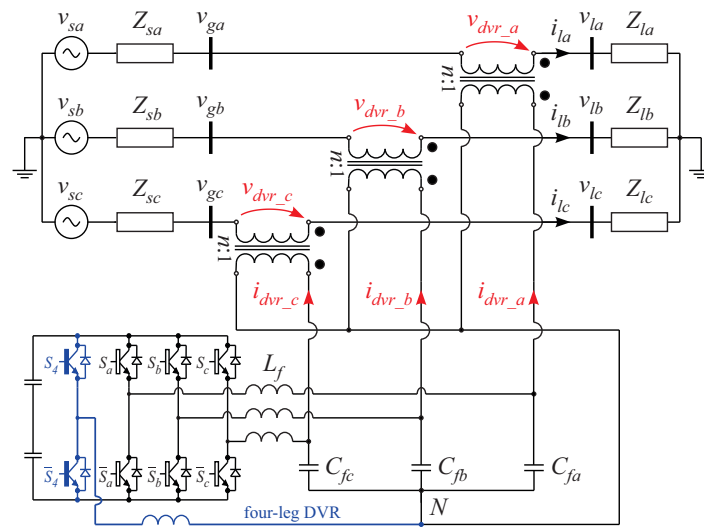 v_sa Z_sa v_ga v_dvr_a i_la v_la Z_la
n:1
v_sb Z_sb v_gb v_dvr_b i_lb v_lb Z_lb
n:1
v_sc Z_sc v_gc v_dvr_c i_lc v_lc Z_lc
n:1
i_dvr_c i_dvr_b i_dvr_a
S_4 S_a S_b S_c L_f
S̄_4 S̄_a S̄_b S̄_c C_fc C_fb C_fa
N
four-leg DVR